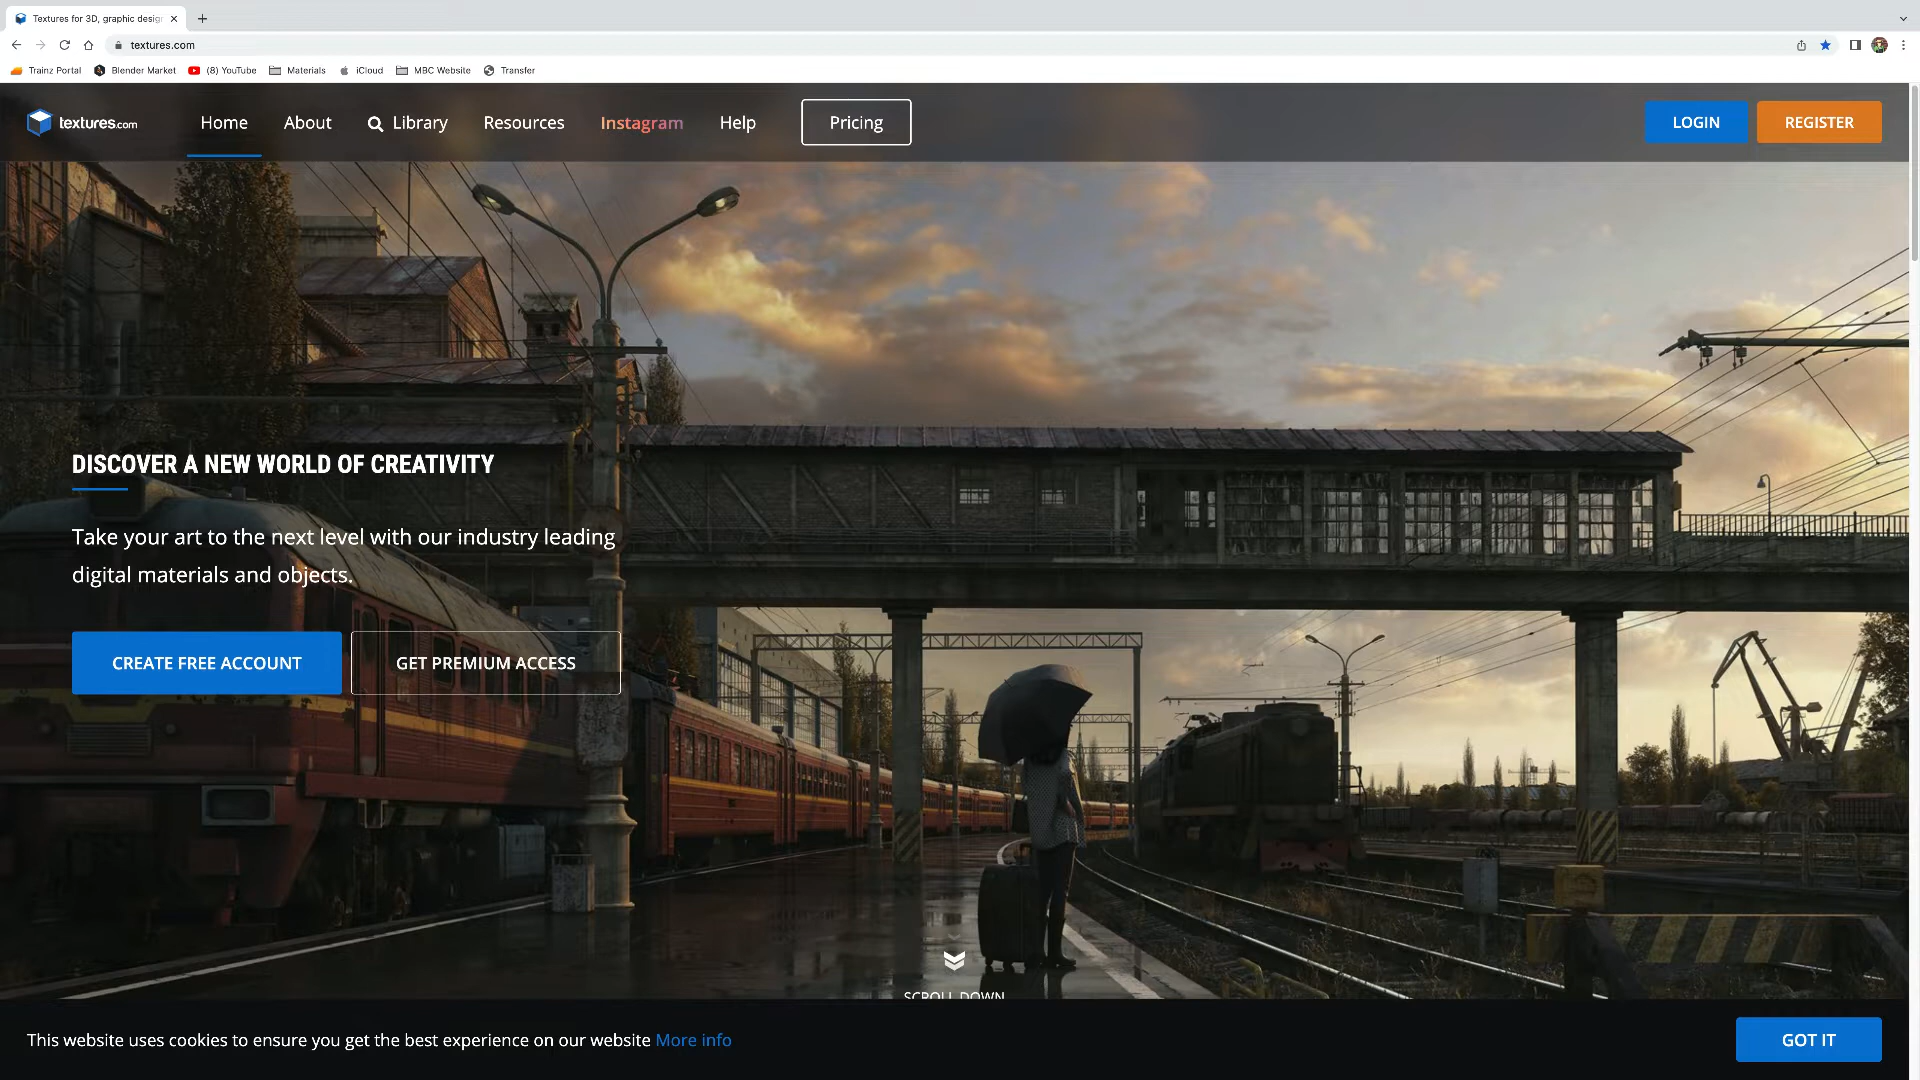 Textures for 3D, graphic desig
textures.com
Trainz Portal
Blender Market
(8) YouTube
Materials
iCloud
MBC Website
Transfer
textures.com
Home
About
Library
Resources
Instagram
Help
Pricing
LOGIN
REGISTER
DISCOVER A NEW WORLD OF CREATIVITY
Take your art to the next level with our industry leading
digital materials and objects.
CREATE FREE ACCOUNT
GET PREMIUM ACCESS
SCROLL DOWN
This website uses cookies to ensure you get the best experience on our website More info
GOT IT